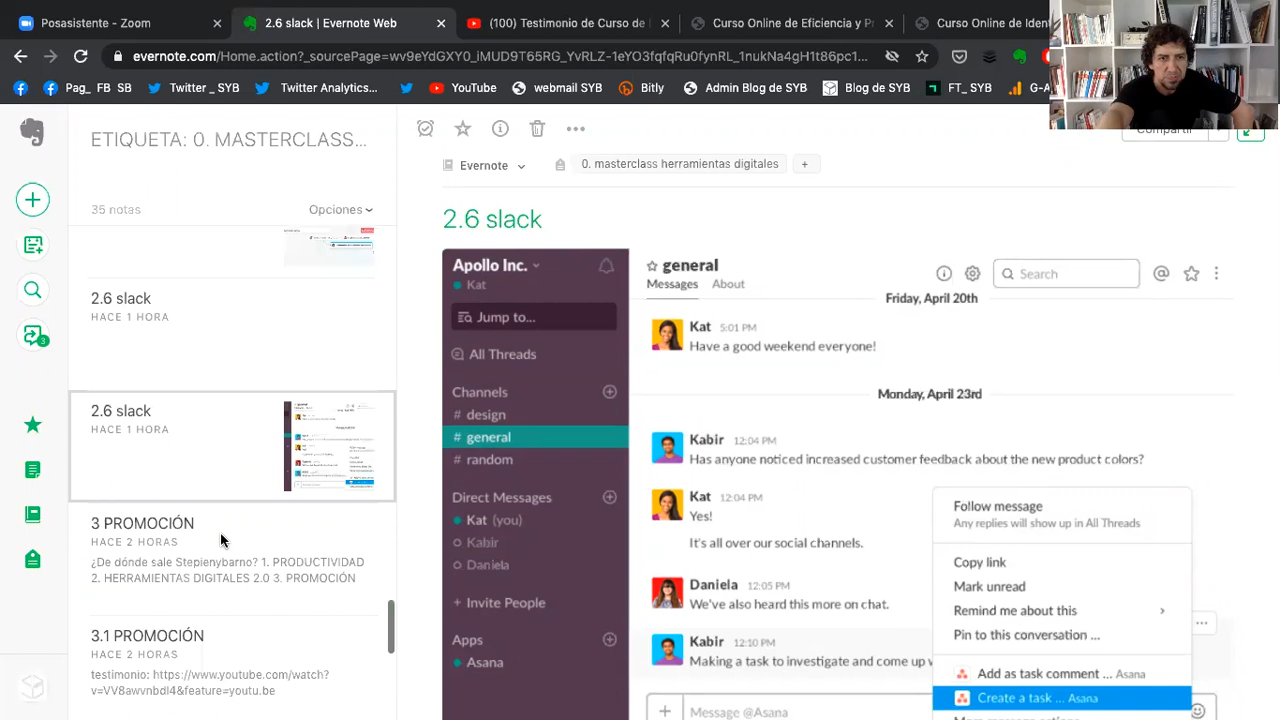 Posasistente - Zoom
2.6 slack | Evernote Web
(100) Testimonio de Curso de
Curso Online de Eficiencia y Pr
Curso Online de Ident
evernote.com/Home.action?
Pag_ FB SB
Twitter _ SYB
Twitter Analytics...
YouTube
webmail SYB
Bitly
Admin Blog de SYB
Blog de SYB
FT_ SYB
G-A
ETIQUETA: 0. MASTERCLASS...
35 notas
Opciones
2.6 slack
HACE 1 HORA
2.6 slack
HACE 1 HORA
3 PROMOCIÓN
HACE 2 HORAS
¿De dónde sale Stepienybarno? 1. PRODUCTIVIDAD
2. HERRAMIENTAS DIGITALES 2.0 3. PROMOCIÓN
3.1 PROMOCIÓN
HACE 2 HORAS
testimonio: https://www.youtube.com/watch?
v=VV8awvnbdl4&feature=youtu.be
3
Compartir
Evernote
0. masterclass herramientas digitales
+
2.6 slack
Apollo Inc.
Kat
Jump to...
All Threads
Channels
# design
# general
# random
Direct Messages
Kat (you)
Kabir
Daniela
+ Invite People
Apps
Asana
general
Messages
About
Search
Friday, April 20th
Kat 5:01 PM
Have a good weekend everyone!
Monday, April 23rd
Kabir 12:04 PM
Has anyone noticed increased customer feedback about the new product colors?
Kat 12:04 PM
Yes!
It's all over our social channels.
Daniela 12:05 PM
We've also heard this more on chat.
Kabir 12:10 PM
Making a task to investigate and come up
Message @Asana
Follow message
Any replies will show up in All Threads
Copy link
Mark unread
Remind me about this
Pin to this conversation ...
Add as task comment ... Asana
Create a task ... Asana
More message actions